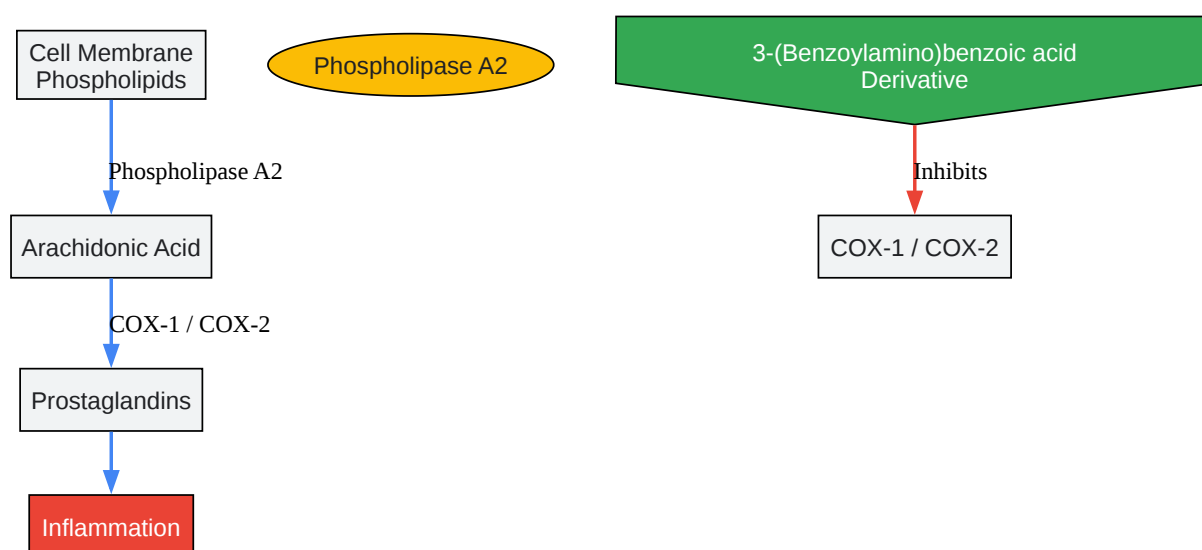 Cell Membrane
Phospholipids
Phospholipase A2
3-(Benzoylamino)benzoic acid
Derivative
Phospholipase A2
Inhibits
Arachidonic Acid
COX-1 / COX-2
COX-1 / COX-2
Prostaglandins
Inflammation